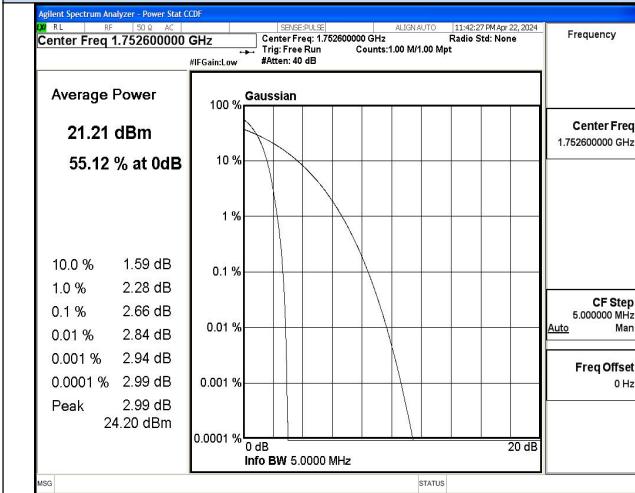 Agilent Spectrum Analyzer - Power Stat CCDF
RL RF 50 Ω AC SENSE:PULSE ALIGN AUTO 11:42:27 PM Apr 22, 2024
Center Freq 1.752600000 GHz
Center Freq: 1.752600000 GHz Radio Std: None
Trig: Free Run Counts:1.00 M/1.00 Mpt
#IFGain:Low #Atten: 40 dB
Frequency
Average Power
21.21 dBm
55.12 % at 0dB
10.0 % 1.59 dB
1.0 % 2.28 dB
0.1 % 2.66 dB
0.01 % 2.84 dB
0.001 % 2.94 dB
0.0001 % 2.99 dB
Peak 2.99 dB
24.20 dBm
Gaussian
100 %
10 %
1 %
0.1 %
0.01 %
0.001 %
0.0001 %
0 dB 20 dB
Info BW 5.0000 MHz
Center Freq
1.752600000 GHz
CF Step
5.000000 MHz
Auto Man
Freq Offset
0 Hz
MSG STATUS